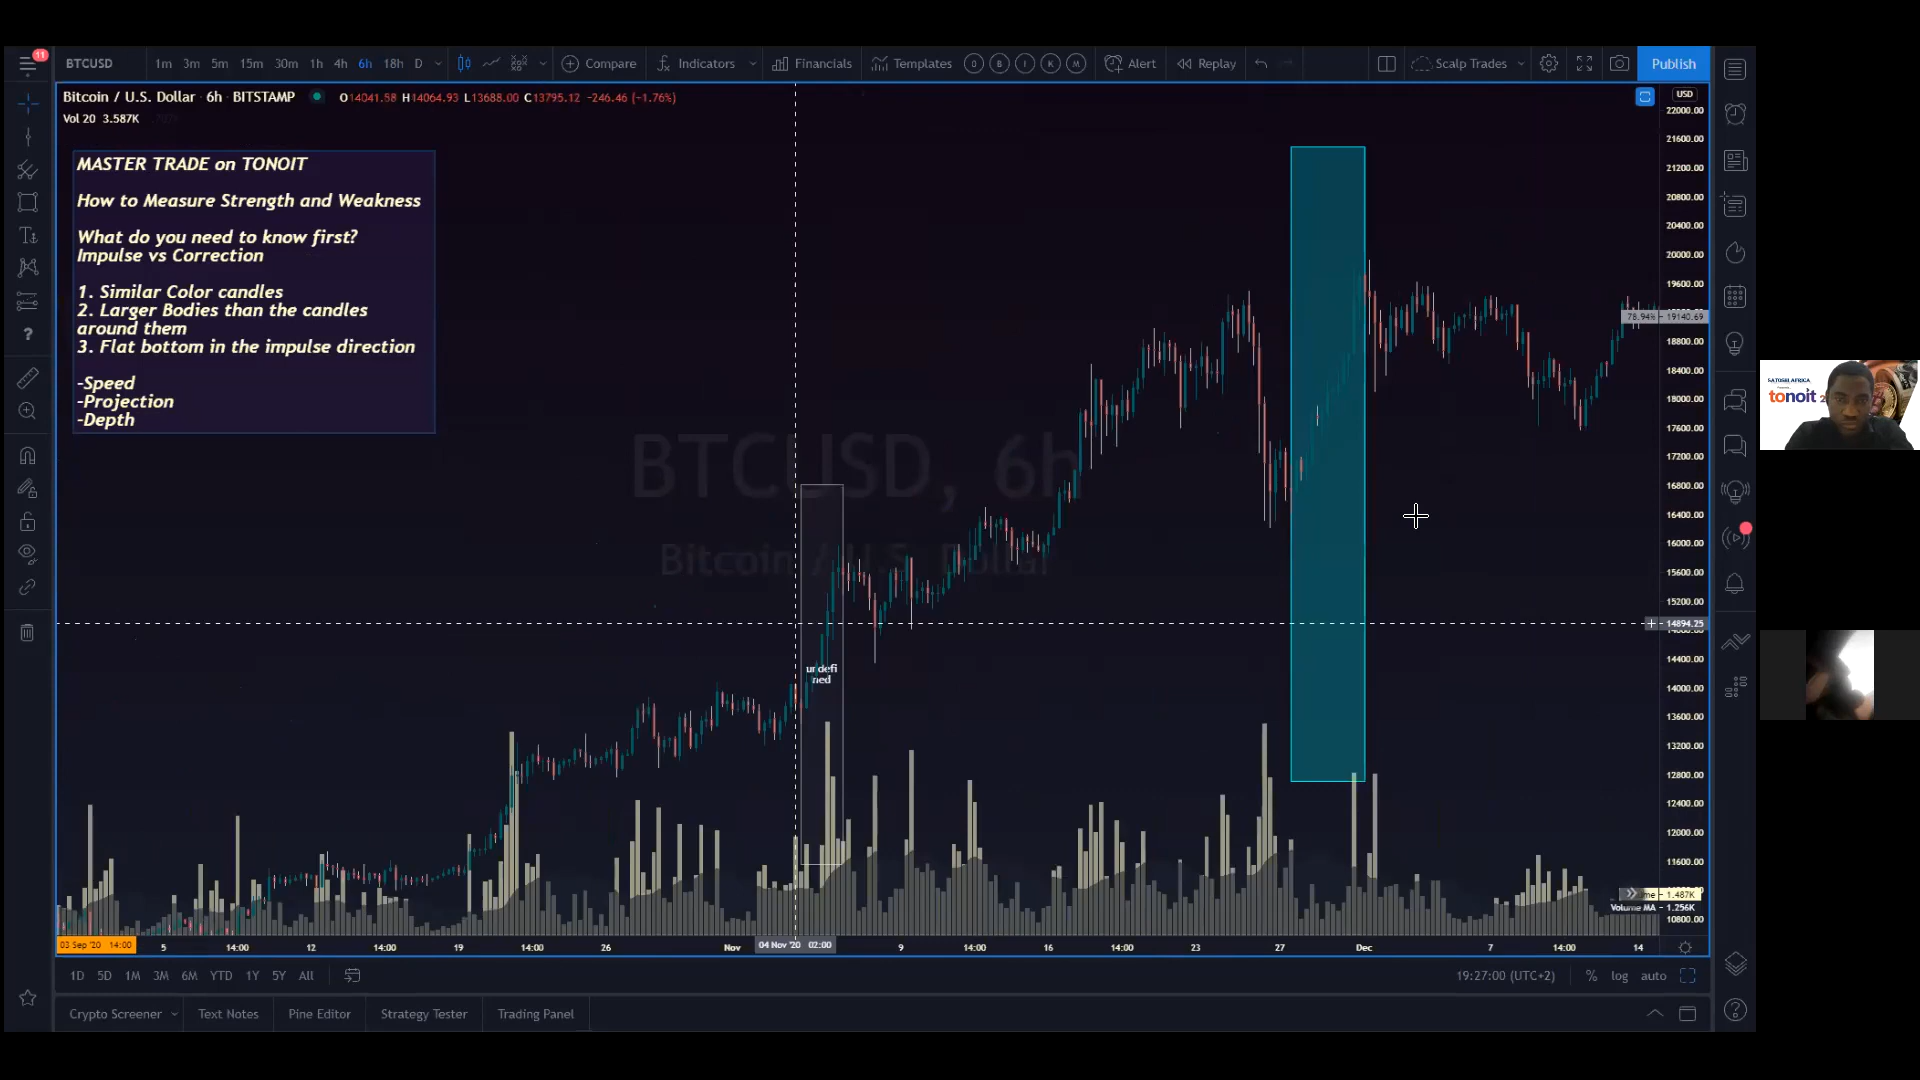 11
BTCUSD 1m 3m 5m 15m 30m 1h 4h 6h 18h D Compare Indicators Financials Templates O B I K M Alert Replay Scalp Trades Publish
Bitcoin / U.S. Dollar · 6h · BITSTAMP O14041.58 H14064.93 L13688.00 C13795.12 -246.46 (-1.76%)
Vol 20 3.587K
MASTER TRADE on TONOIT
How to Measure Strength and Weakness
What do you need to know first?
Impulse vs Correction
1. Similar Color candles
2. Larger Bodies than the candles
around them
3. Flat bottom in the impulse direction
-Speed
-Projection
-Depth
BTCUSD, 6h
Bitcoin / U.S. Dollar
undefi
ned
USD
22000.00
21600.00
21200.00
20800.00
20400.00
20000.00
19600.00
78.94% - 19140.69
18800.00
18400.00
18000.00
17600.00
17200.00
16800.00
16400.00
16000.00
15600.00
15200.00
14894.25
14400.00
14000.00
13600.00
13200.00
12800.00
12400.00
12000.00
11600.00
1.487K
Volume MA - 1.256K
10800.00
03 Sep '20 14:00 5 14:00 12 14:00 19 14:00 26 Nov 04 Nov '20 02:00 9 14:00 16 14:00 23 27 Dec 7 14:00 14
1D 5D 1M 3M 6M YTD 1Y 5Y All 19:27:00 (UTC+2) % log auto
Crypto Screener Text Notes Pine Editor Strategy Tester Trading Panel
SATOSHI AFRICA
tonoit